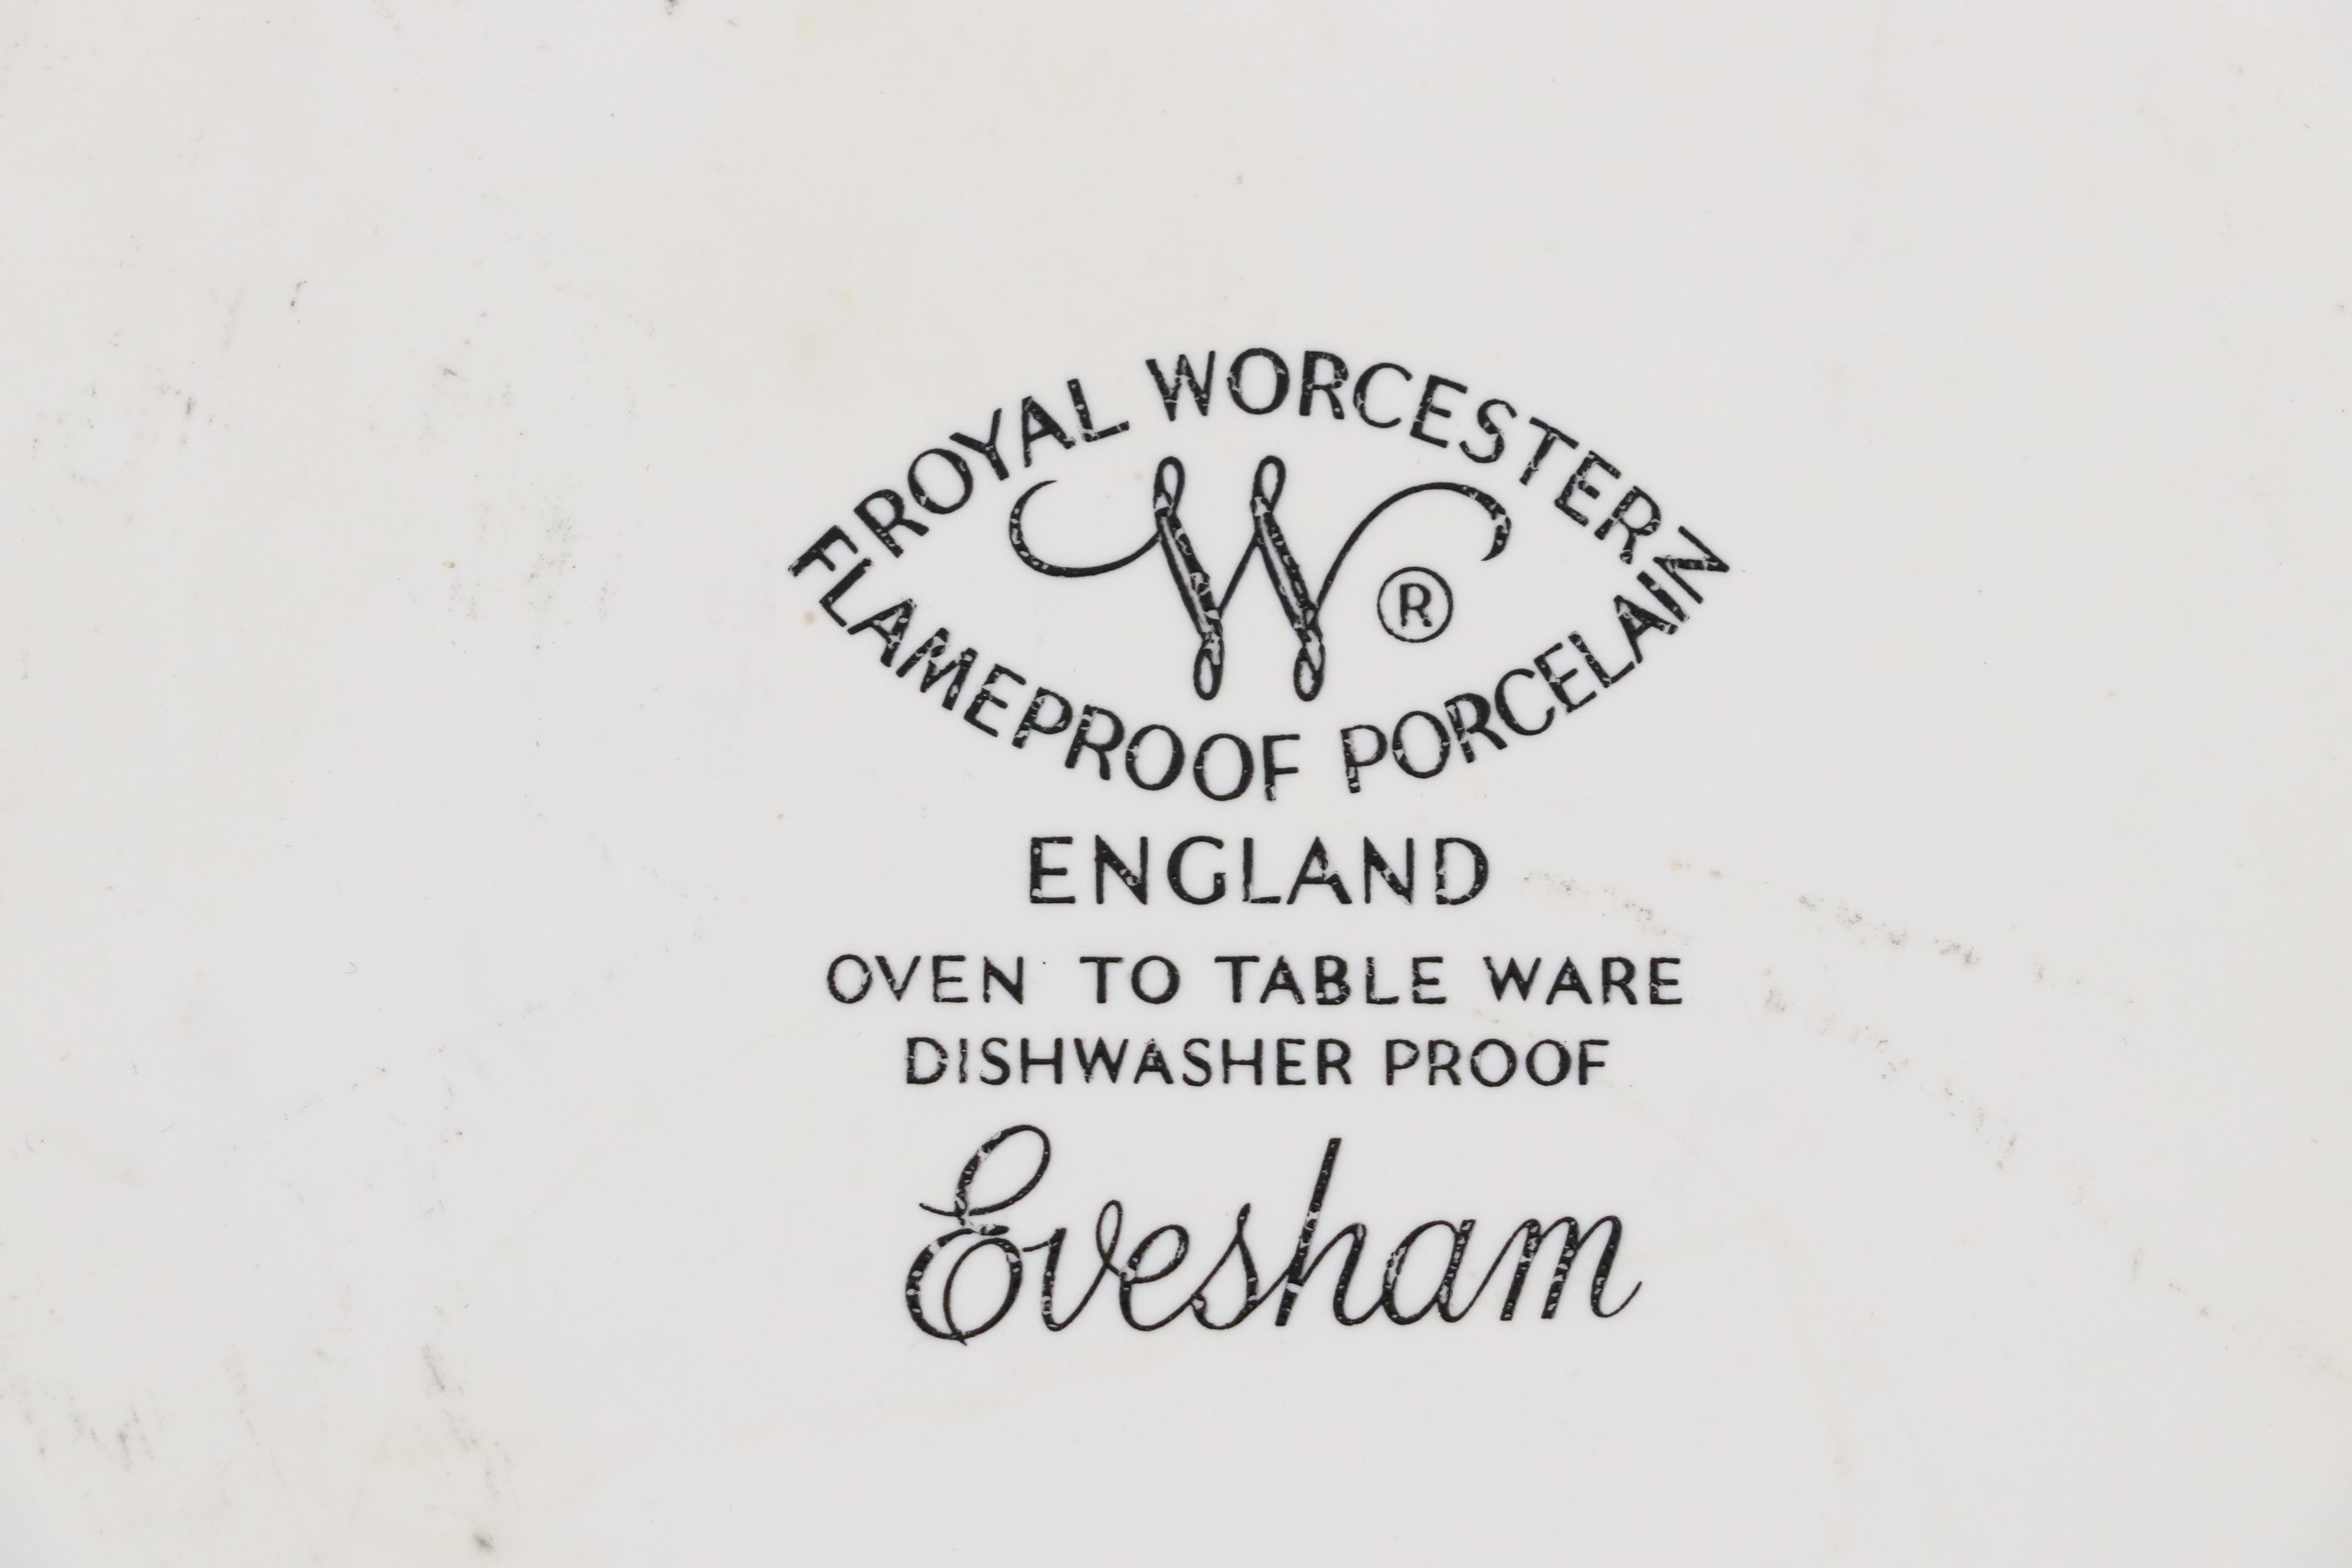 ROYAL WORCESTER
W ®
FLAMEPROOF PORCELAIN
ENGLAND
OVEN TO TABLE WARE
DISHWASHER PROOF
Evesham